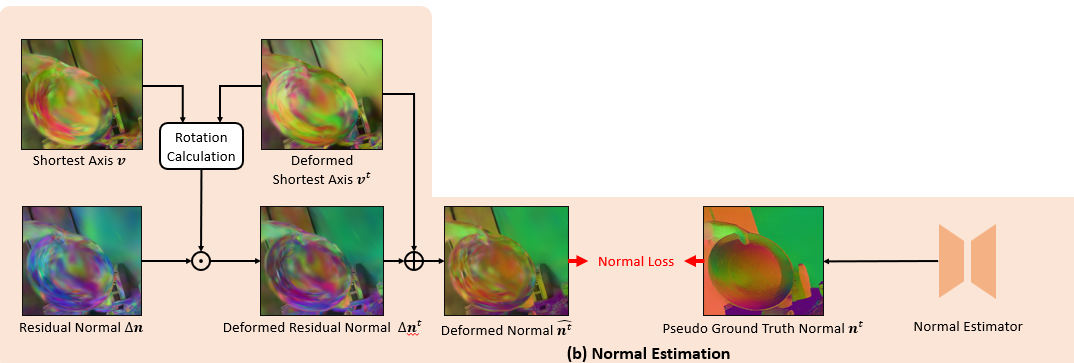 Rotation
Calculation
Shortest Axis 𝒗
Deformed
Shortest Axis 𝒗ᵗ
Normal Loss
Residual Normal Δ𝒏
Deformed Residual Normal Δ𝒏ᵗ
Deformed Normal 𝒏̂ᵗ
Pseudo Ground Truth Normal 𝒏ᵗ
Normal Estimator
(b) Normal Estimation